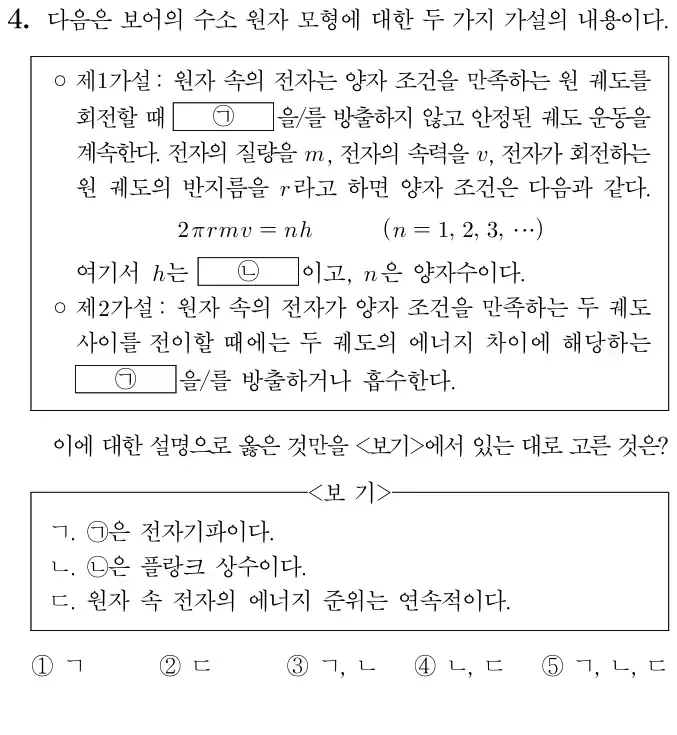 4. 다음은 보어의 수소 원자 모형에 대한 두 가지 가설의 내용이다.
○ 제1가설 : 원자 속의 전자는 양자 조건을 만족하는 원 궤도를
회전할 때 ㉠ 을/를 방출하지 않고 안정된 궤도 운동을
계속한다. 전자의 질량을 m, 전자의 속력을 v, 전자가 회전하는
원 궤도의 반지름을 r라고 하면 양자 조건은 다음과 같다.
2πrmv = nh (n = 1, 2, 3, ⋯)
여기서 h는 ㉡ 이고, n은 양자수이다.
○ 제2가설 : 원자 속의 전자가 양자 조건을 만족하는 두 궤도
사이를 전이할 때에는 두 궤도의 에너지 차이에 해당하는
㉠ 을/를 방출하거나 흡수한다.
이에 대한 설명으로 옳은 것만을 <보기>에서 있는 대로 고른 것은?
<보 기>
ㄱ. ㉠은 전자기파이다.
ㄴ. ㉡은 플랑크 상수이다.
ㄷ. 원자 속 전자의 에너지 준위는 연속적이다.
① ㄱ ② ㄷ ③ ㄱ, ㄴ ④ ㄴ, ㄷ ⑤ ㄱ, ㄴ, ㄷ